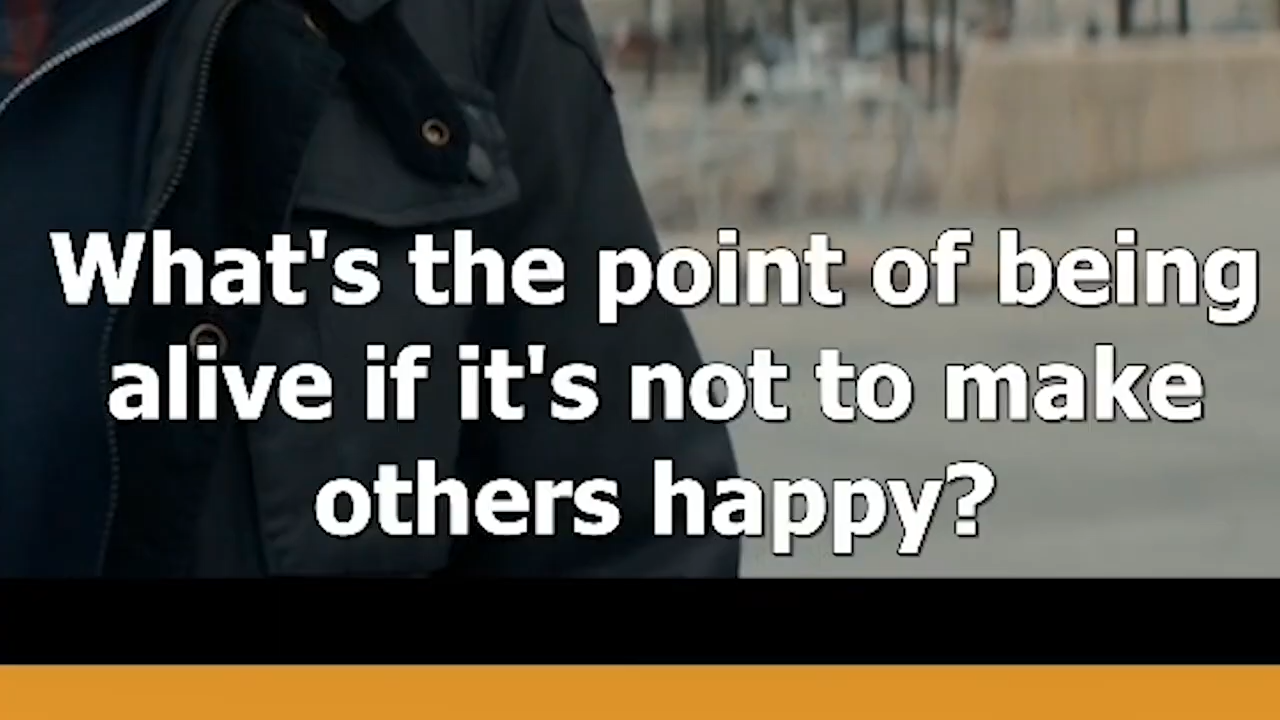 What's the point of being
alive if it's not to make
others happy?